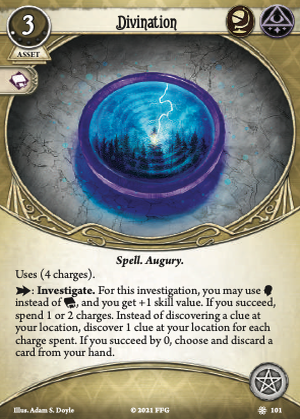 Divination
3
ASSET
Spell. Augury.
Uses (4 charges).
: Investigate. For this investigation, you may use
instead of , and you get +1 skill value. If you succeed,
spend 1 or 2 charges. Instead of discovering a clue at
your location, discover 1 clue at your location for each
charge spent. If you succeed by 0, choose and discard a
card from your hand.
Illus. Adam S. Doyle
© 2021 FFG
101